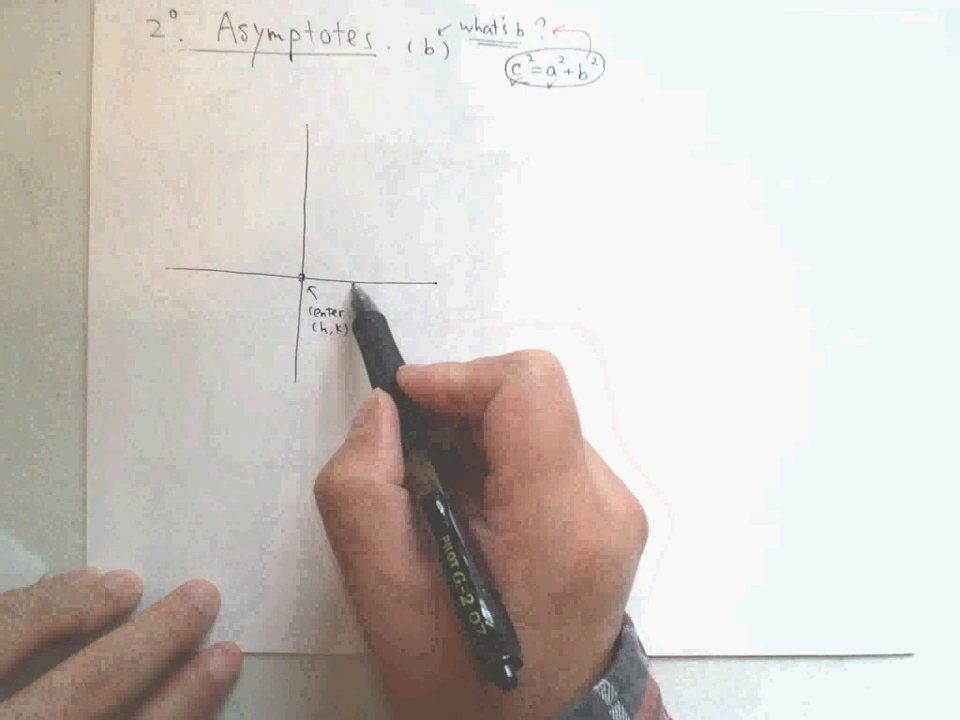 2°. Asymptotes. (b) what's b?
c²=a²+b²
center
(h,k)
PILOT G-2 07